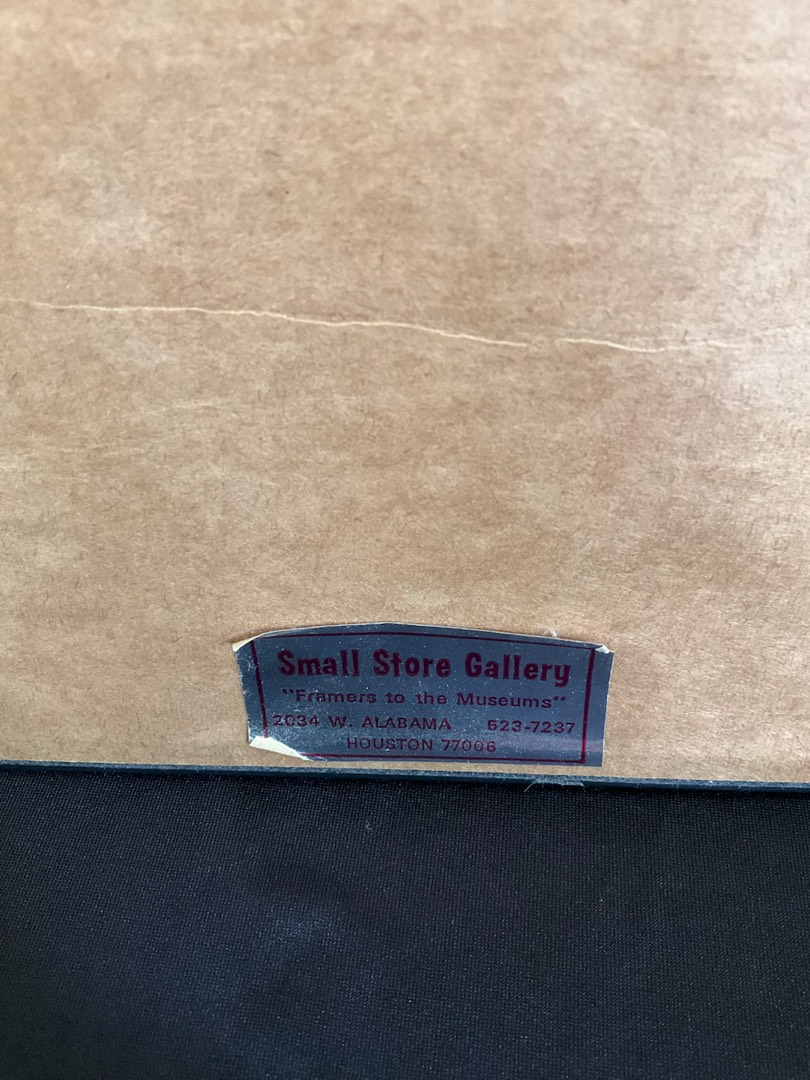 Small Store Gallery
"Framers to the Museums"
2034 W. ALABAMA 523-7237
HOUSTON 77006